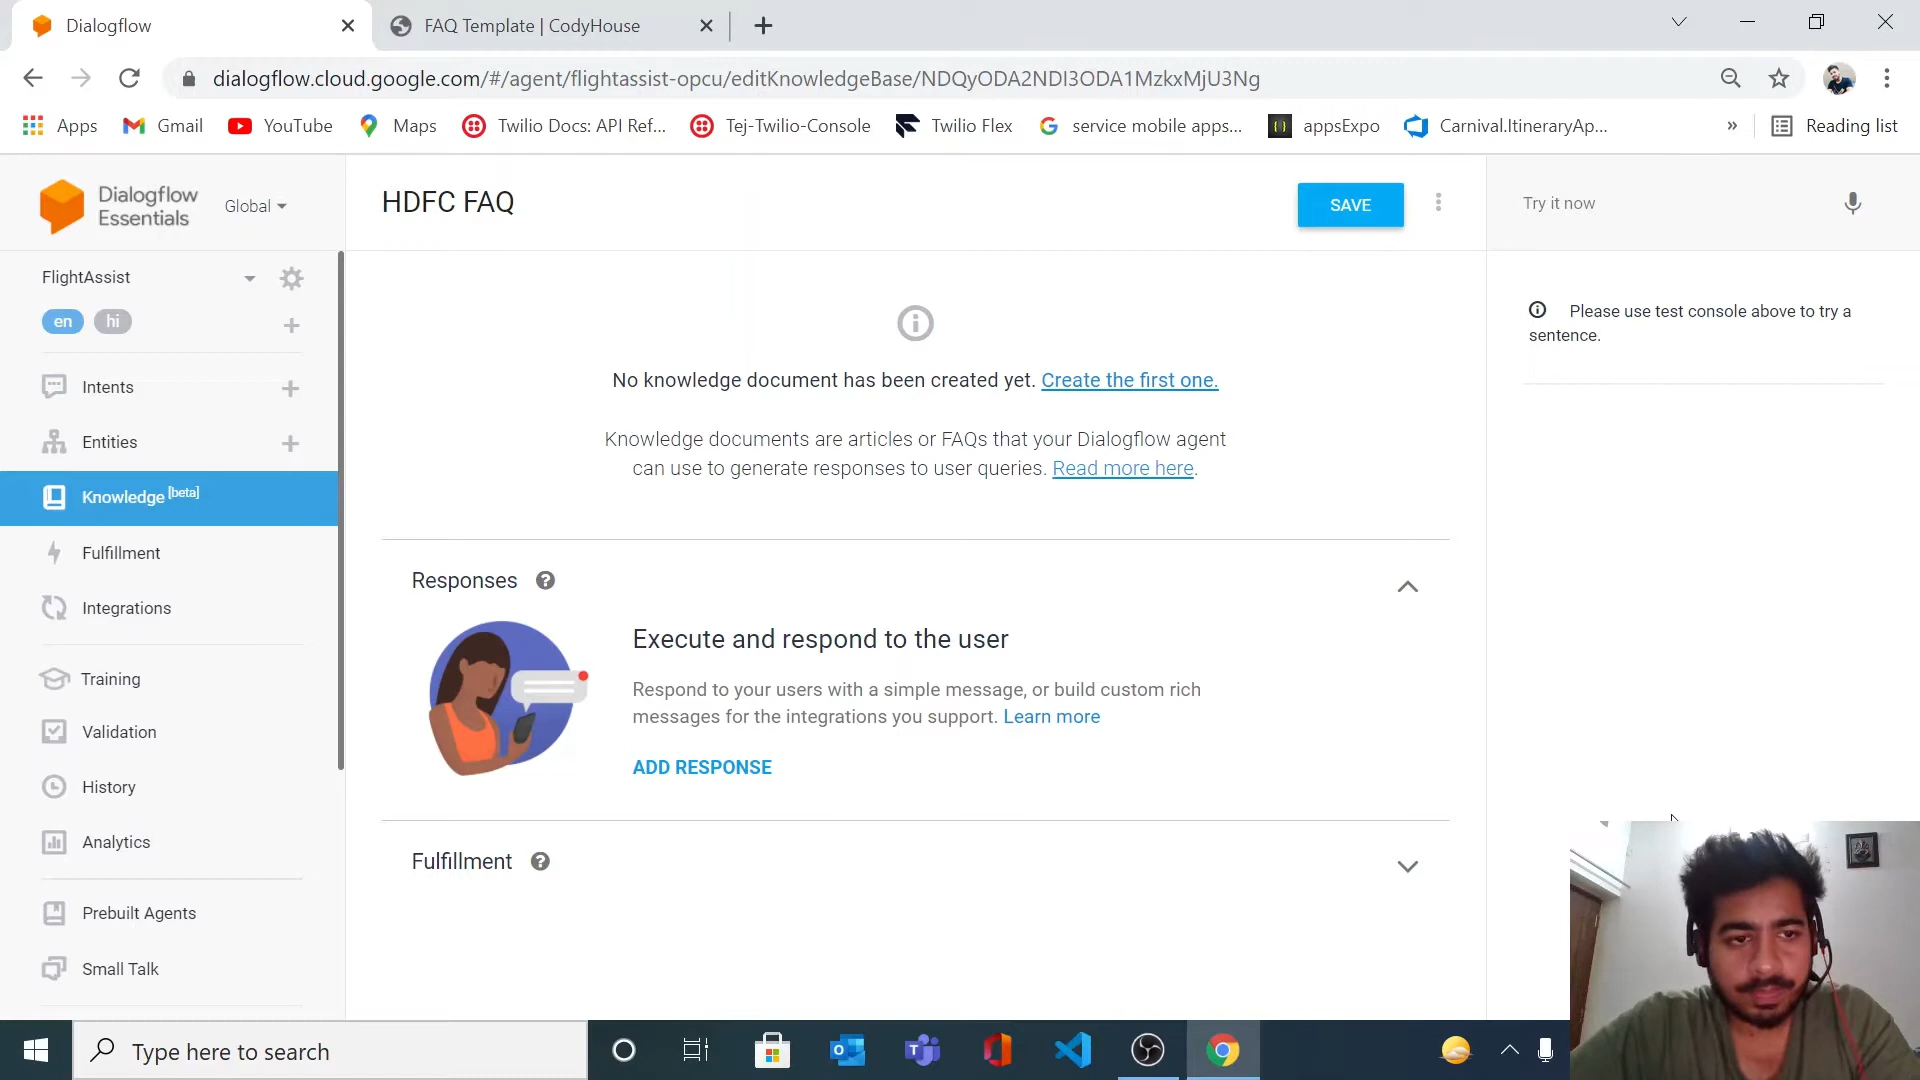 Dialogflow
FAQ Template | CodyHouse
dialogflow.cloud.google.com/#/agent/flightassist-opcu/editKnowledgeBase/NDQyODA2NDI3ODA1MzkxMjU3Ng
Apps
Gmail
YouTube
Maps
Twilio Docs: API Ref...
Tej-Twilio-Console
Twilio Flex
service mobile apps...
appsExpo
Carnival.ItineraryAp...
»
Reading list
Dialogflow
Essentials
Global
HDFC FAQ
SAVE
Try it now
FlightAssist
en
hi
Please use test console above to try a
sentence.
No knowledge document has been created yet. Create the first one.
Knowledge documents are articles or FAQs that your Dialogflow agent
can use to generate responses to user queries. Read more here.
Intents
Entities
Knowledge [beta]
Fulfillment
Integrations
Training
Validation
History
Analytics
Prebuilt Agents
Small Talk
Responses
Execute and respond to the user
Respond to your users with a simple message, or build custom rich
messages for the integrations you support. Learn more
ADD RESPONSE
Fulfillment
Type here to search